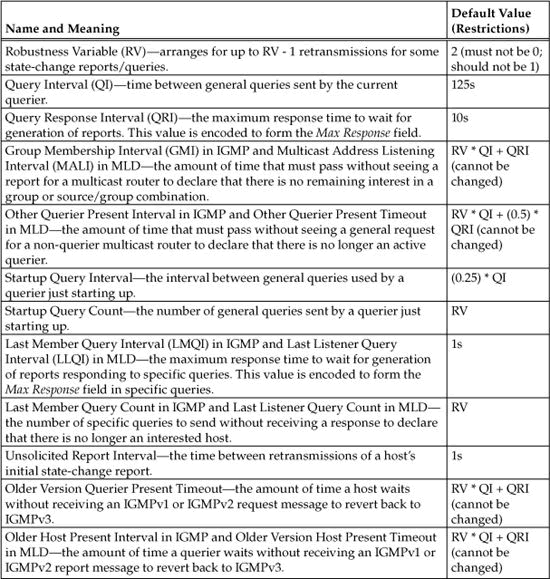 Name and Meaning
Default Value
(Restrictions)
Robustness Variable (RV)—arranges for up to RV - 1 retransmissions for some
state-change reports/queries.
2 (must not be 0;
should not be 1)
Query Interval (QI)—time between general queries sent by the current
querier.
125s
Query Response Interval (QRI)—the maximum response time to wait for
generation of reports. This value is encoded to form the Max Response field.
10s
Group Membership Interval (GMI) in IGMP and Multicast Address Listening
Interval (MALI) in MLD—the amount of time that must pass without seeing a
report for a multicast router to declare that there is no remaining interest in a
group or source/group combination.
RV * QI + QRI
(cannot be
changed)
Other Querier Present Interval in IGMP and Other Querier Present Timeout
in MLD—the amount of time that must pass without seeing a general request
for a non-querier multicast router to declare that there is no longer an active
querier.
RV * QI + (0.5) *
QRI (cannot be
changed)
Startup Query Interval—the interval between general queries used by a
querier just starting up.
(0.25) * QI
Startup Query Count—the number of general queries sent by a querier just
starting up.
RV
Last Member Query Interval (LMQI) in IGMP and Last Listener Query
Interval (LLQI) in MLD—the maximum response time to wait for generation
of reports responding to specific queries. This value is encoded to form the
Max Response field in specific queries.
1s
Last Member Query Count in IGMP and Last Listener Query Count in MLD—
the number of specific queries to send without receiving a response to declare
that there is no longer an interested host.
RV
Unsolicited Report Interval—the time between retransmissions of a host's
initial state-change report.
1s
Older Version Querier Present Timeout—the amount of time a host waits
without receiving an IGMPv1 or IGMPv2 request message to revert back to
IGMPv3.
RV * QI + QRI
(cannot be
changed)
Older Host Present Interval in IGMP and Older Version Host Present Timeout
in MLD—the amount of time a querier waits without receiving an IGMPv1 or
IGMPv2 report message to revert back to IGMPv3.
RV * QI + QRI
(cannot be
changed)